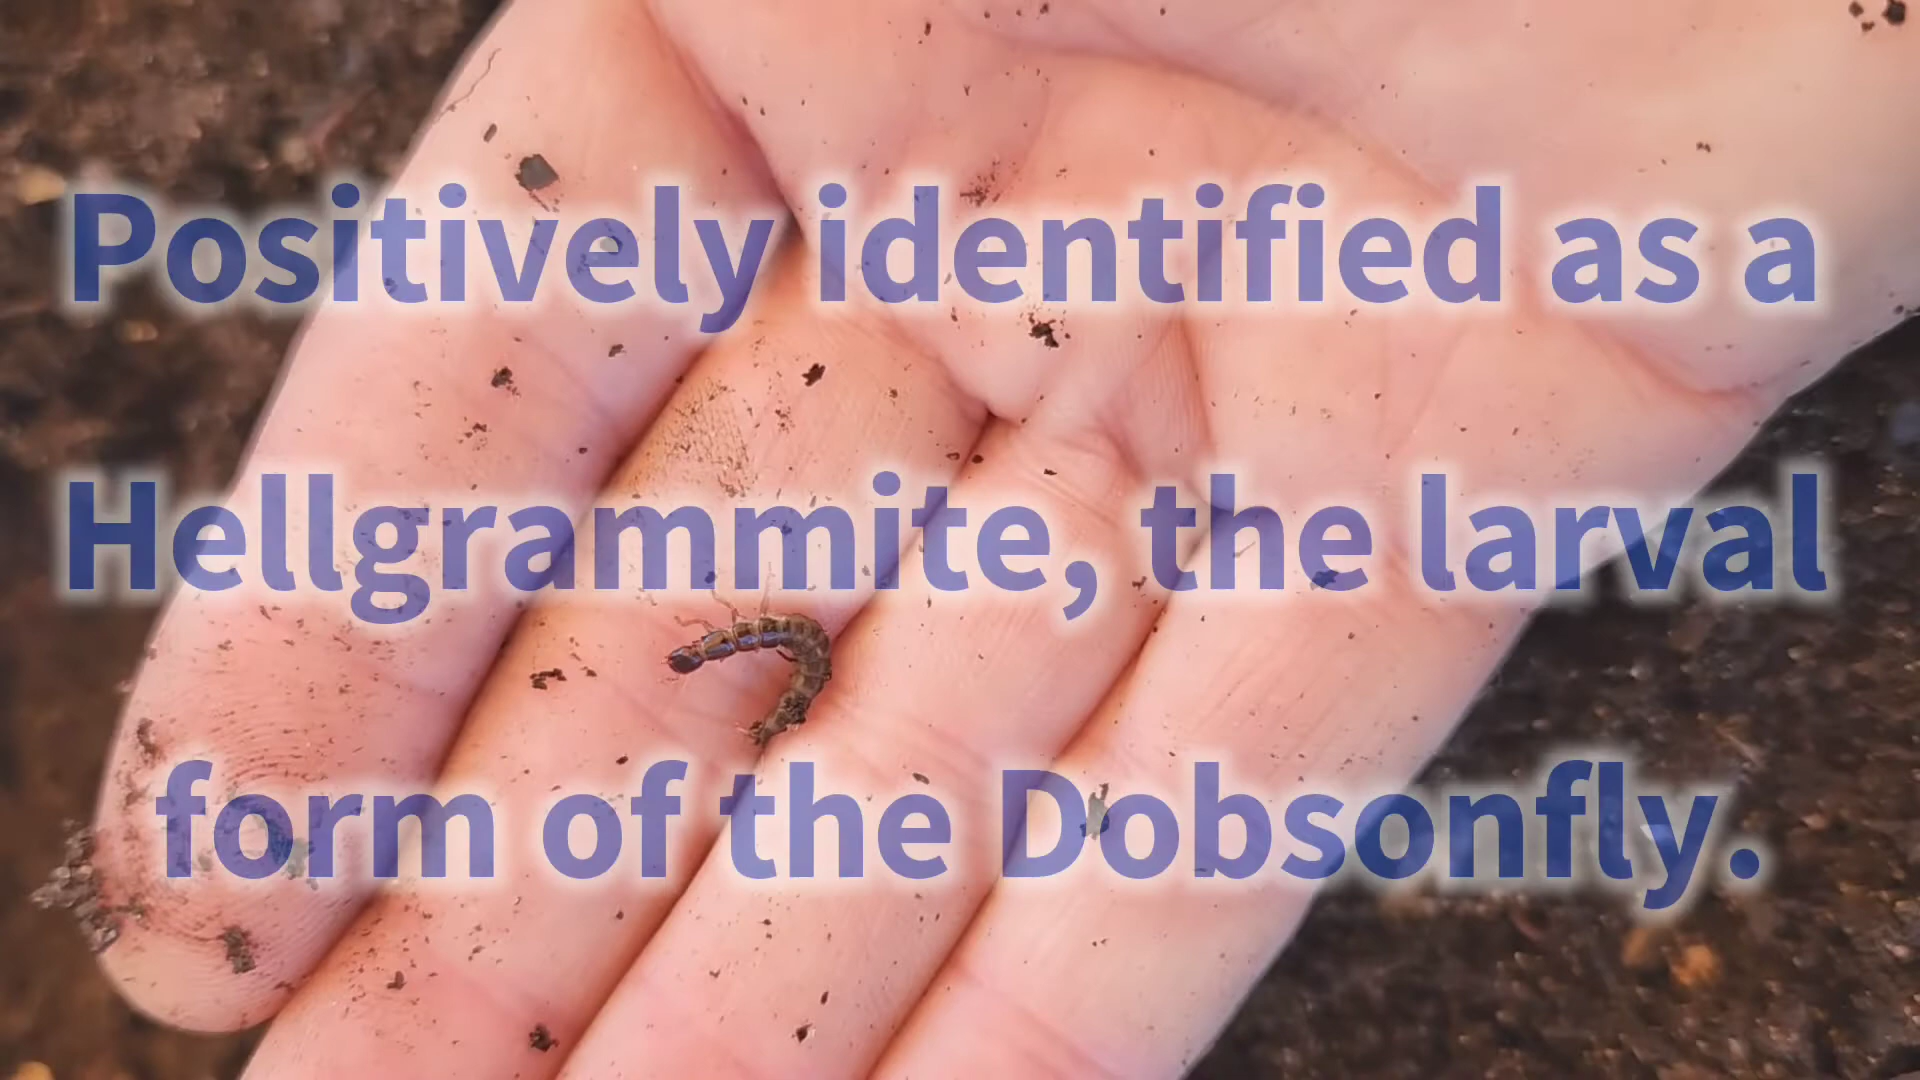 Positively identified as a
Hellgrammite, the larval
form of the Dobsonfly.